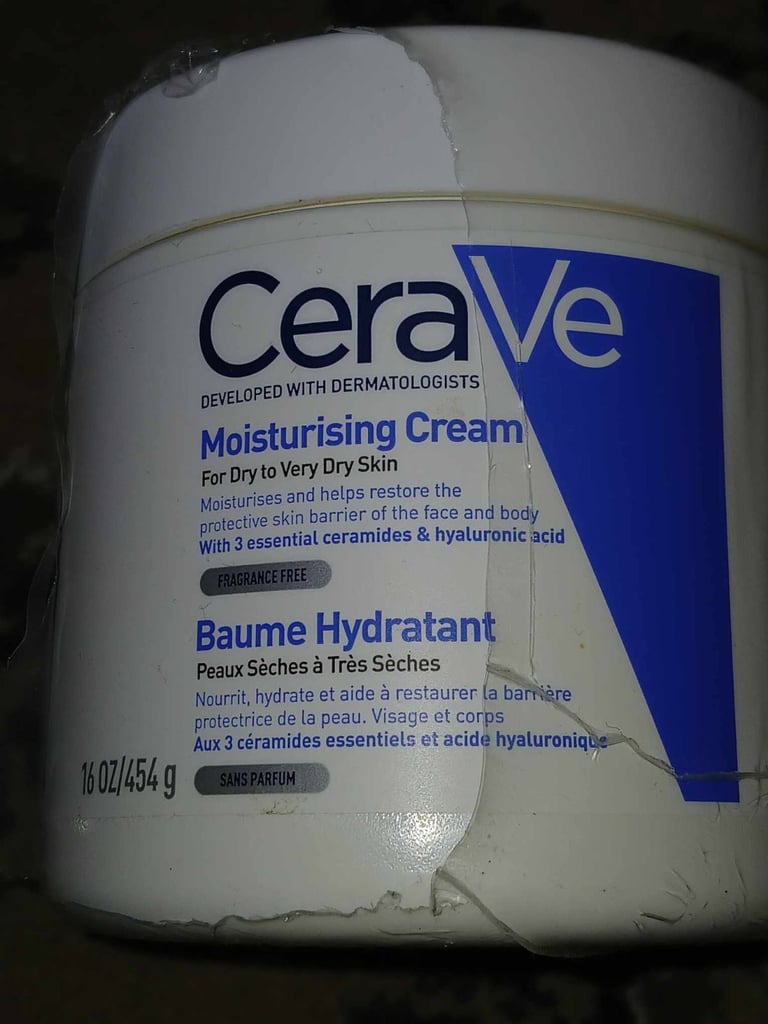 CeraVe
DEVELOPED WITH DERMATOLOGISTS
Moisturising Cream
For Dry to Very Dry Skin
Moisturises and helps restore the
protective skin barrier of the face and body
With 3 essential ceramides & hyaluronic acid
FRAGRANCE FREE
Baume Hydratant
Peaux Sèches à Très Sèches
Nourrit, hydrate et aide à restaurer la barrière
protectrice de la peau. Visage et corps
Aux 3 céramides essentiels et acide hyaluronique
SANS PARFUM
16 OZ/454 g